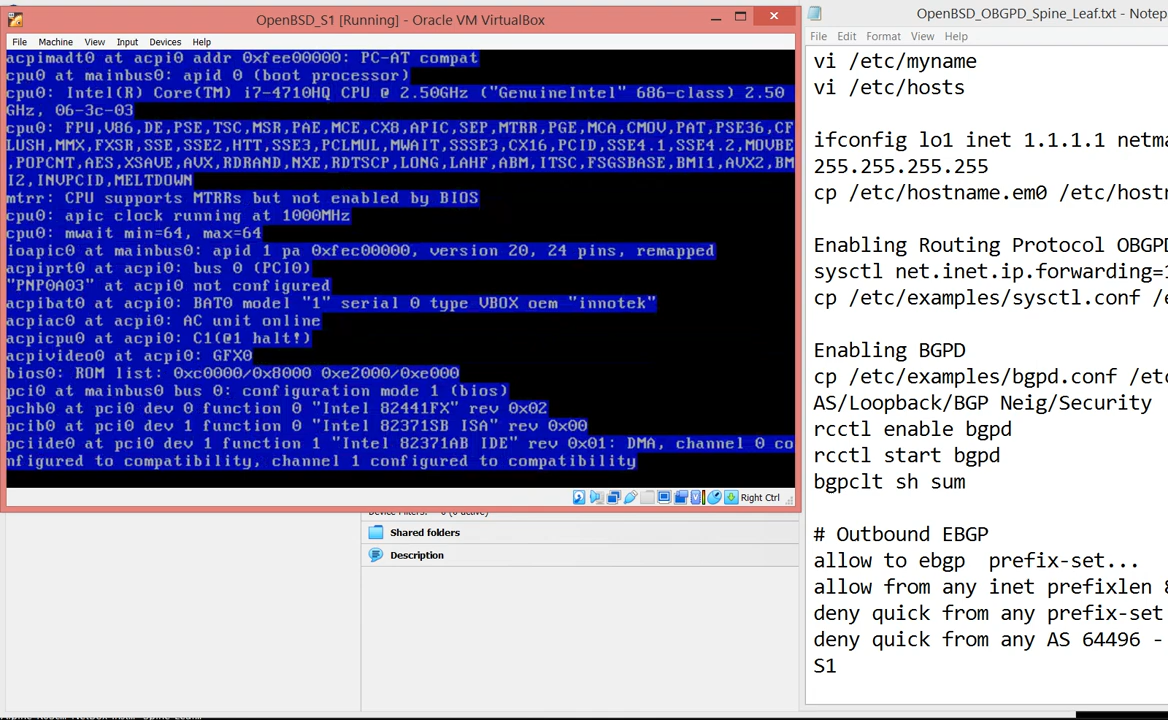 OpenBSD_S1 [Running] - Oracle VM VirtualBox
File Machine View Input Devices Help
acpimadt0 at acpi0 addr 0xfee00000: PC-AT compat
cpu0 at mainbus0: apid 0 (boot processor)
cpu0: Intel(R) Core(TM) i7-4710HQ CPU @ 2.50GHz ("GenuineIntel" 686-class) 2.50
GHz, 06-3c-03
cpu0: FPU,V86,DE,PSE,TSC,MSR,PAE,MCE,CX8,APIC,SEP,MTRR,PGE,MCA,CMOV,PAT,PSE36,CF
LUSH,MMX,FXSR,SSE,SSE2,HTT,SSE3,PCLMUL,MWAIT,SSSE3,CX16,PCID,SSE4.1,SSE4.2,MOVBE
,POPCNT,AES,XSAVE,AVX,RDRAND,NXE,RDTSCP,LONG,LAHF,ABM,ITSC,FSGSBASE,BMI1,AVX2,BM
I2,INVPCID,MELTDOWN
mtrr: CPU supports MTRRs but not enabled by BIOS
cpu0: apic clock running at 1000MHz
cpu0: mwait min=64, max=64
ioapic0 at mainbus0: apid 1 pa 0xfec00000, version 20, 24 pins, remapped
acpiprt0 at acpi0: bus 0 (PCI0)
"PNP0A03" at acpi0 not configured
acpibat0 at acpi0: BAT0 model "1" serial 0 type VBOX oem "innotek"
acpiac0 at acpi0: AC unit online
acpicpu0 at acpi0: C1(@1 halt!)
acpivideo0 at acpi0: GFX0
bios0: ROM list: 0xc0000/0x8000 0xe2000/0xe000
pci0 at mainbus0 bus 0: configuration mode 1 (bios)
pchb0 at pci0 dev 0 function 0 "Intel 82441FX" rev 0x02
pcib0 at pci0 dev 1 function 0 "Intel 82371SB ISA" rev 0x00
pciide0 at pci0 dev 1 function 1 "Intel 82371AB IDE" rev 0x01: DMA, channel 0 co
nfigured to compatibility, channel 1 configured to compatibility
Right Ctrl
Shared folders
Description
OpenBSD_OBGPD_Spine_Leaf.txt - Notep
File Edit Format View Help
vi /etc/myname
vi /etc/hosts
ifconfig lo1 inet 1.1.1.1 netma
255.255.255.255
cp /etc/hostname.em0 /etc/hostn
Enabling Routing Protocol OBGPD
sysctl net.inet.ip.forwarding=1
cp /etc/examples/sysctl.conf /e
Enabling BGPD
cp /etc/examples/bgpd.conf /etc
AS/Loopback/BGP Neig/Security
rcctl enable bgpd
rcctl start bgpd
bgpclt sh sum
# Outbound EBGP
allow to ebgp  prefix-set...
allow from any inet prefixlen 8
deny quick from any prefix-set
deny quick from any AS 64496 -
S1